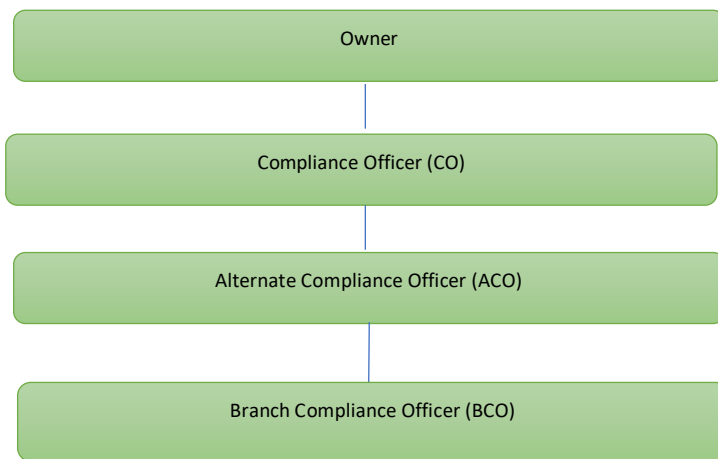 Owner
Compliance Officer (CO)
Alternate Compliance Officer (ACO)
Branch Compliance Officer (BCO)